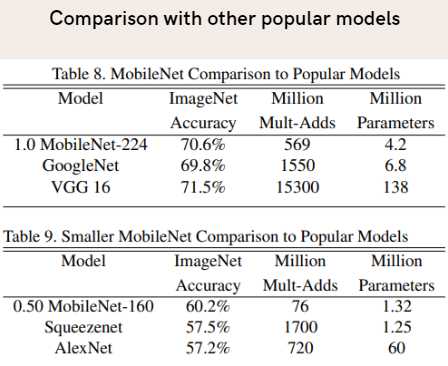 Comparison with other popular models
Table 8. MobileNet Comparison to Popular Models
Model ImageNet Million Million
Accuracy Mult-Adds Parameters
1.0 MobileNet-224 70.6% 569 4.2
GoogleNet 69.8% 1550 6.8
VGG 16 71.5% 15300 138
Table 9. Smaller MobileNet Comparison to Popular Models
Model ImageNet Million Million
Accuracy Mult-Adds Parameters
0.50 MobileNet-160 60.2% 76 1.32
Squeezenet 57.5% 1700 1.25
AlexNet 57.2% 720 60